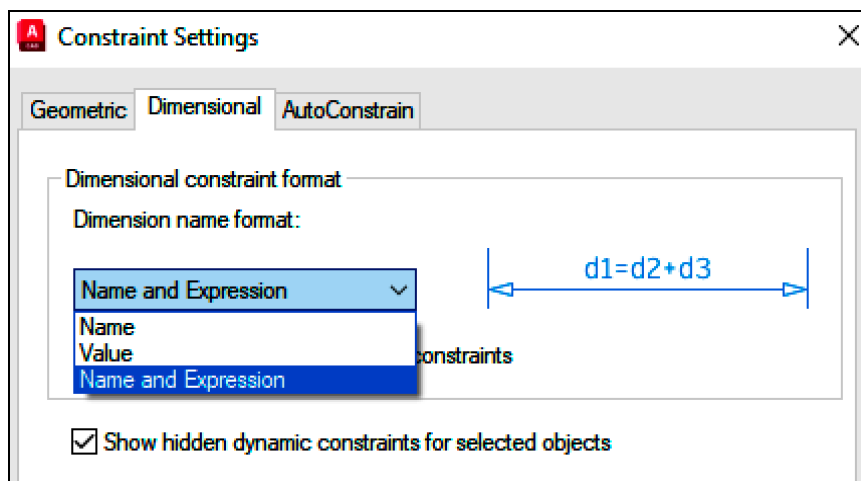 A
CAD
Constraint Settings
Geometric Dimensional AutoConstrain
Dimensional constraint format
Dimension name format:
Name and Expression
d1=d2+d3
Name
Value
constraints
Name and Expression
Show hidden dynamic constraints for selected objects